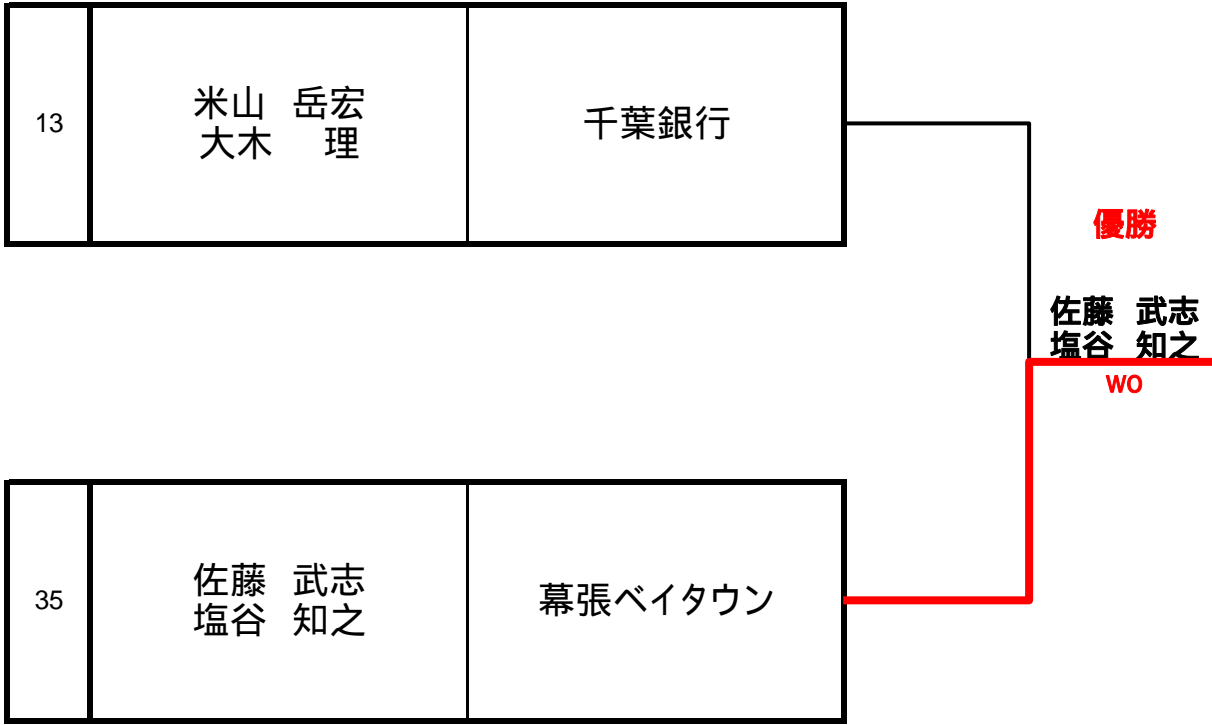 13
米山 岳宏
大木 理
千葉銀行
優勝
佐藤 武志
塩谷 知之
WO
35
佐藤 武志
塩谷 知之
幕張ベイタウン